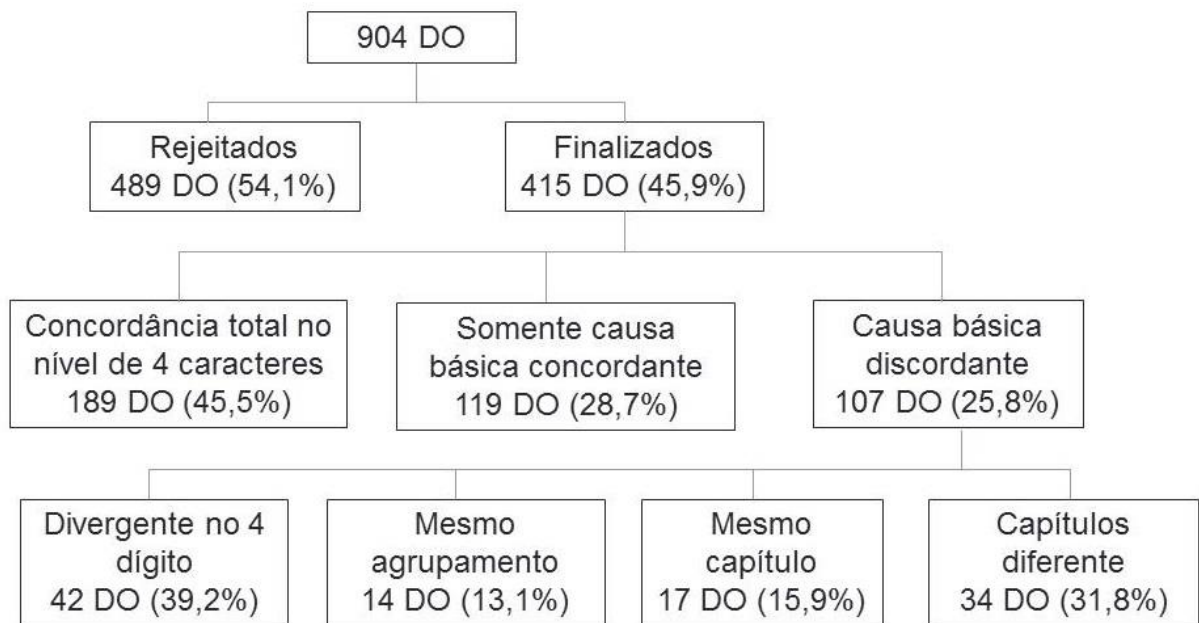 904 DO
Rejeitados
489 DO (54,1%)
Finalizados
415 DO (45,9%)
Concordância total no
nível de 4 caracteres
189 DO (45,5%)
Somente causa
básica concordante
119 DO (28,7%)
Causa básica
discordante
107 DO (25,8%)
Divergente no 4
dígito
42 DO (39,2%)
Mesmo
agrupamento
14 DO (13,1%)
Mesmo
capítulo
17 DO (15,9%)
Capítulos
diferente
34 DO (31,8%)